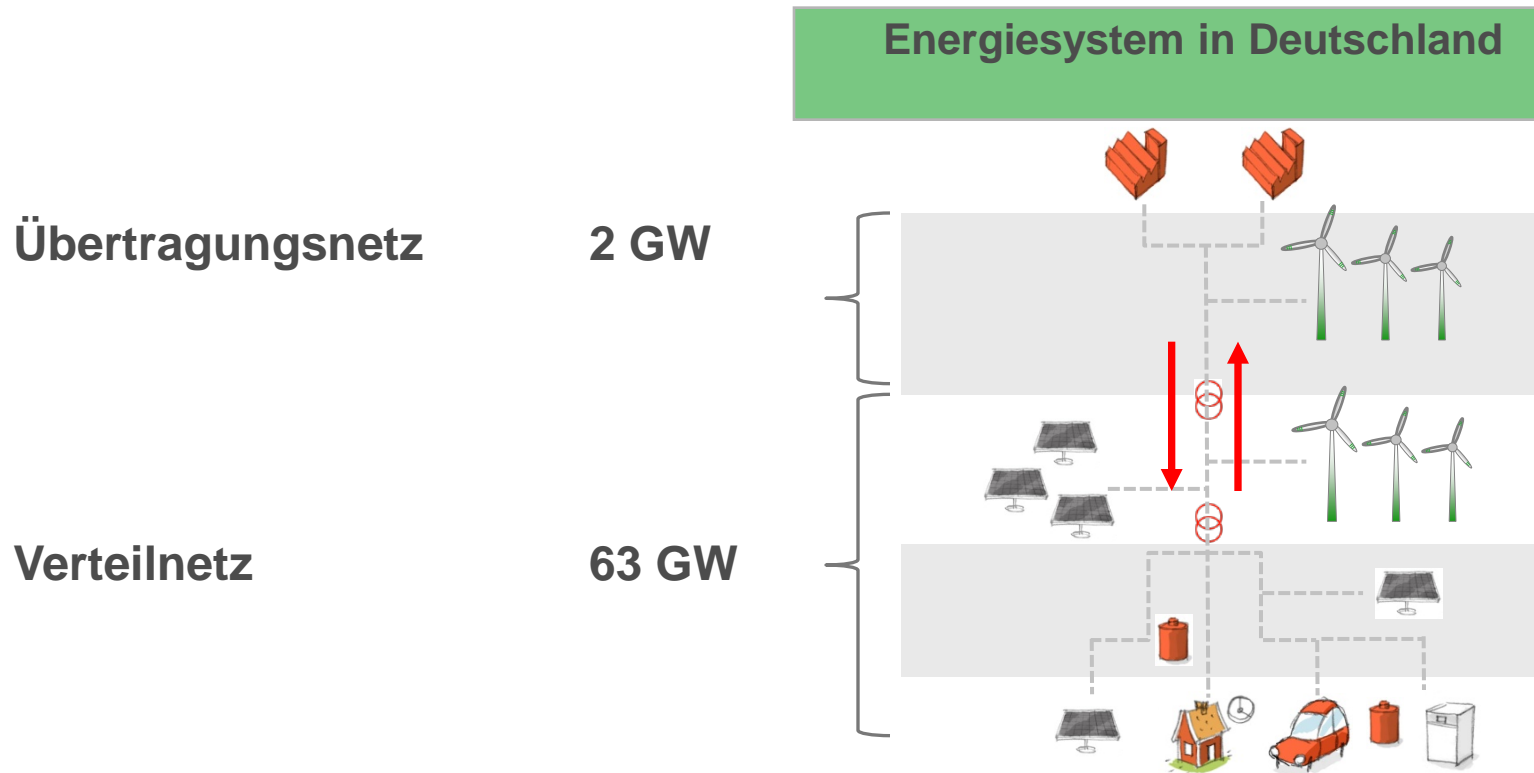 Energiesystem in Deutschland
Übertragungsnetz 2 GW
Verteilnetz 63 GW